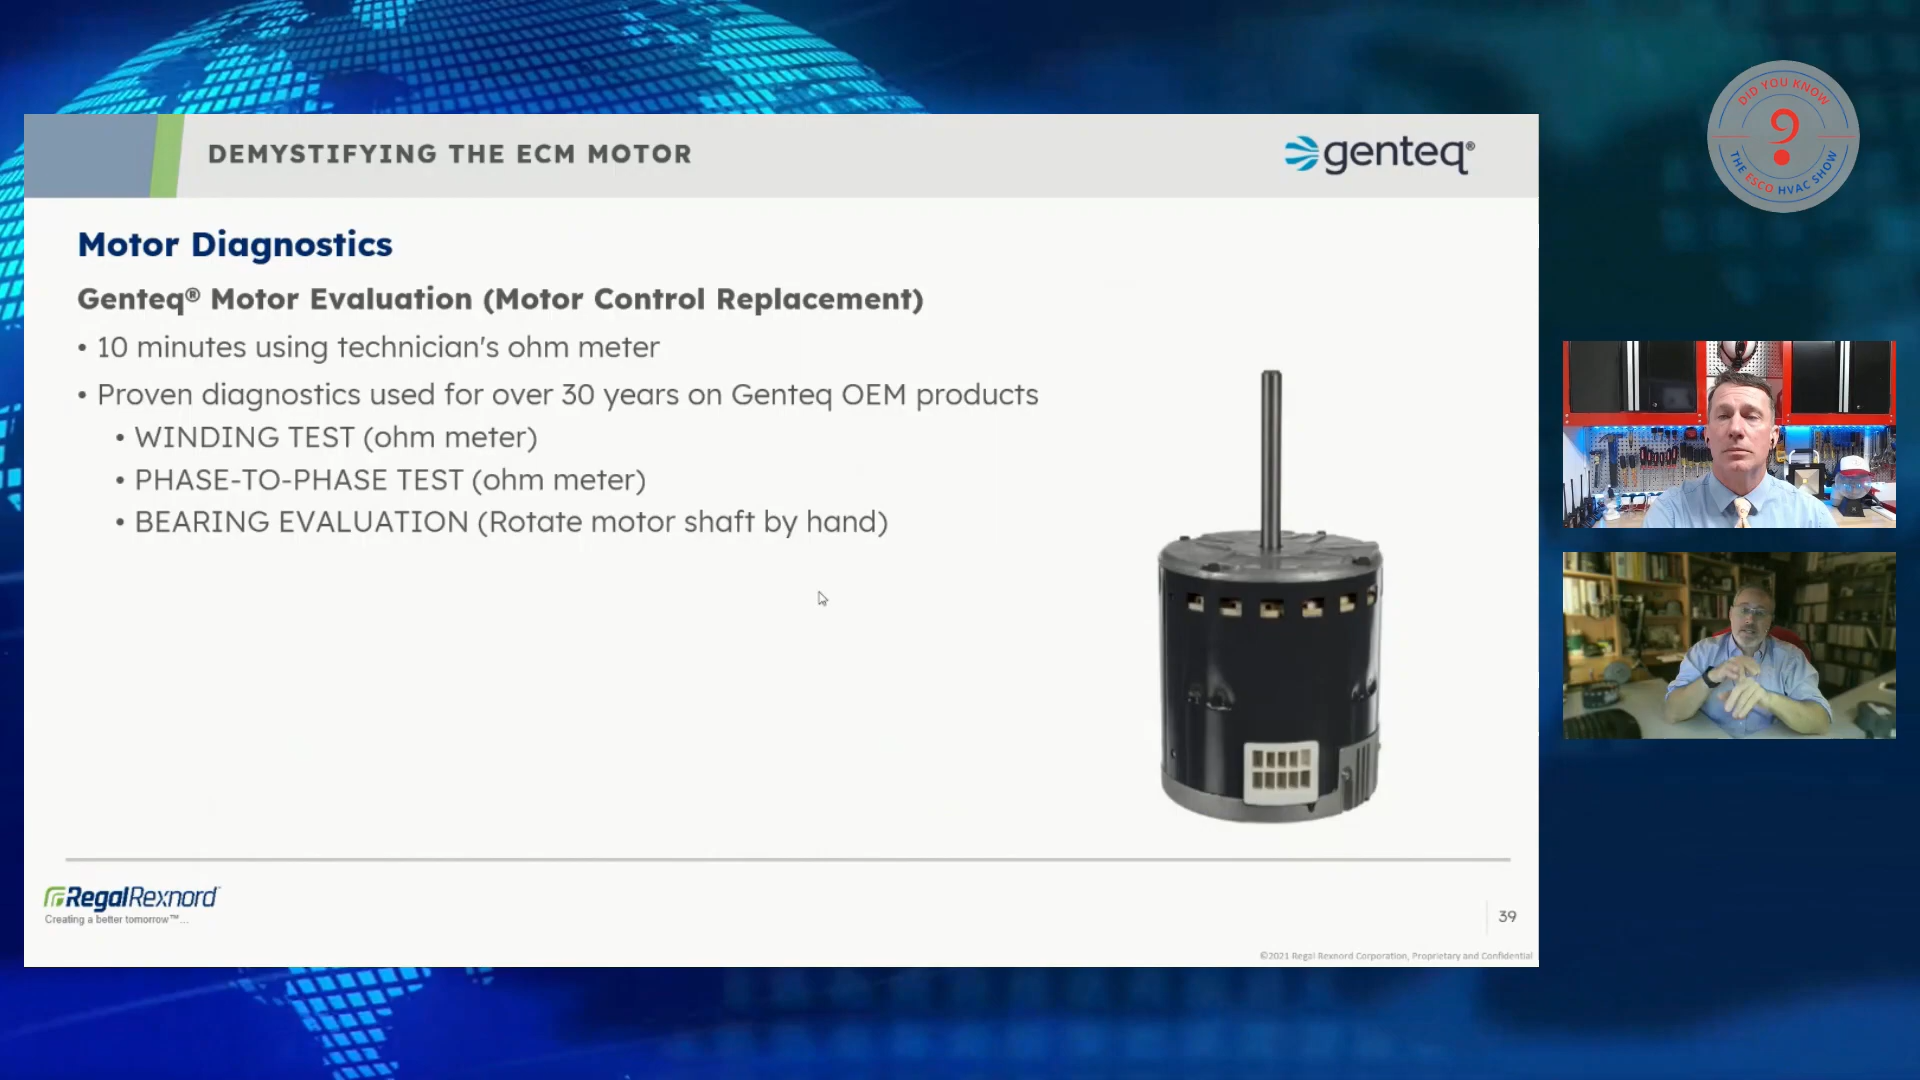 DID YOU KNOW
?
THE ESCO HVAC SHOW
DEMYSTIFYING THE ECM MOTOR
genteq®
Motor Diagnostics
Genteq® Motor Evaluation (Motor Control Replacement)
• 10 minutes using technician's ohm meter
• Proven diagnostics used for over 30 years on Genteq OEM products
• WINDING TEST (ohm meter)
• PHASE-TO-PHASE TEST (ohm meter)
• BEARING EVALUATION (Rotate motor shaft by hand)
RegalRexnord
Creating a better tomorrow™...
39
©2021 Regal Rexnord Corporation, Proprietary and Confidential